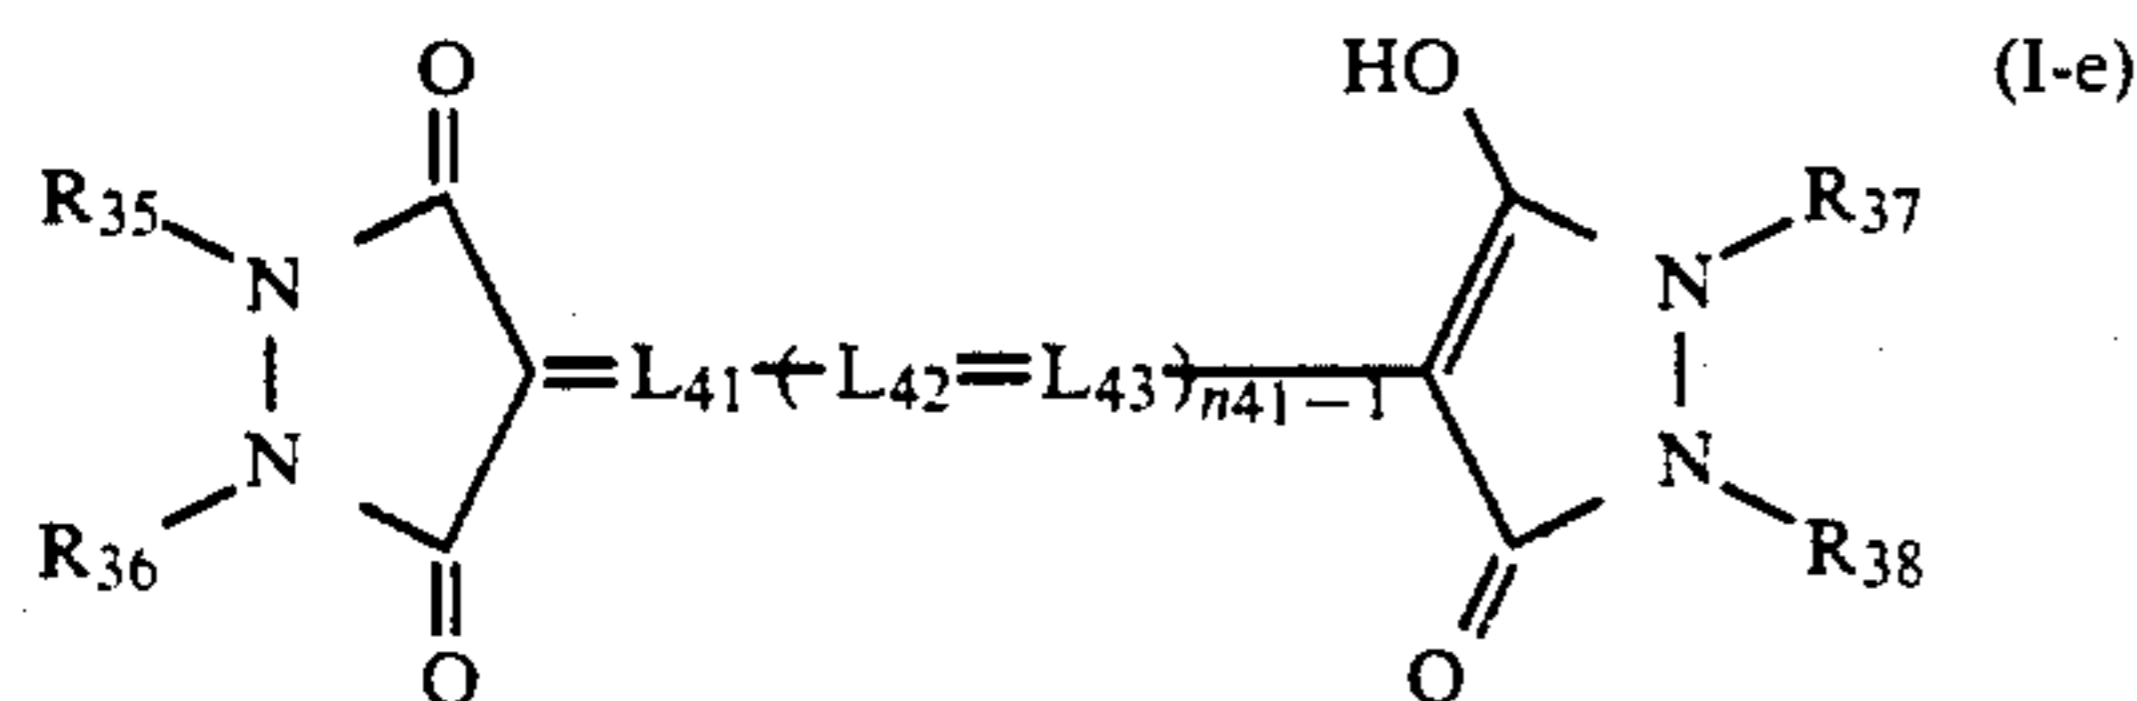 O HO (I-e)
R35 R37
N N
=L41-( L42=L43 )n41-1
N N
R36 R38
O O